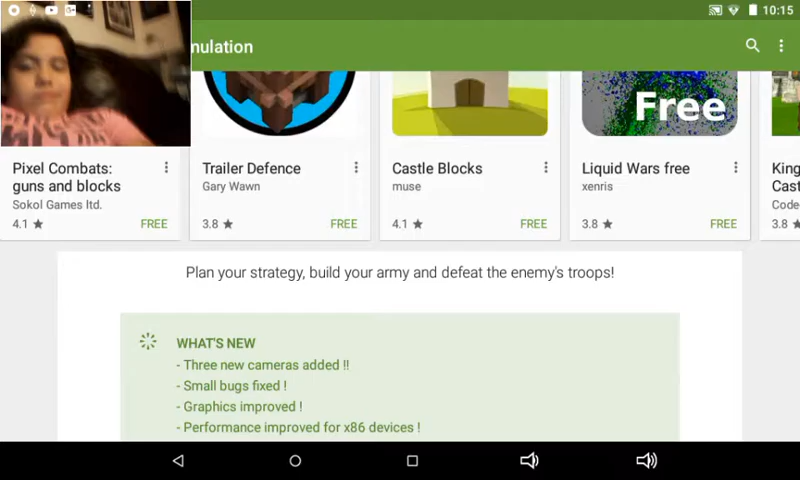 10:15
mulation
Free
Pixel Combats:
guns and blocks
Sokol Games ltd.
4.1 FREE
Trailer Defence
Gary Wawn
3.8 FREE
Castle Blocks
muse
4.1 FREE
Liquid Wars free
xenris
3.8 FREE
King
Cast
Code
3.8
Plan your strategy, build your army and defeat the enemy's troops!
WHAT'S NEW
- Three new cameras added !!
- Small bugs fixed !
- Graphics improved !
- Performance improved for x86 devices !